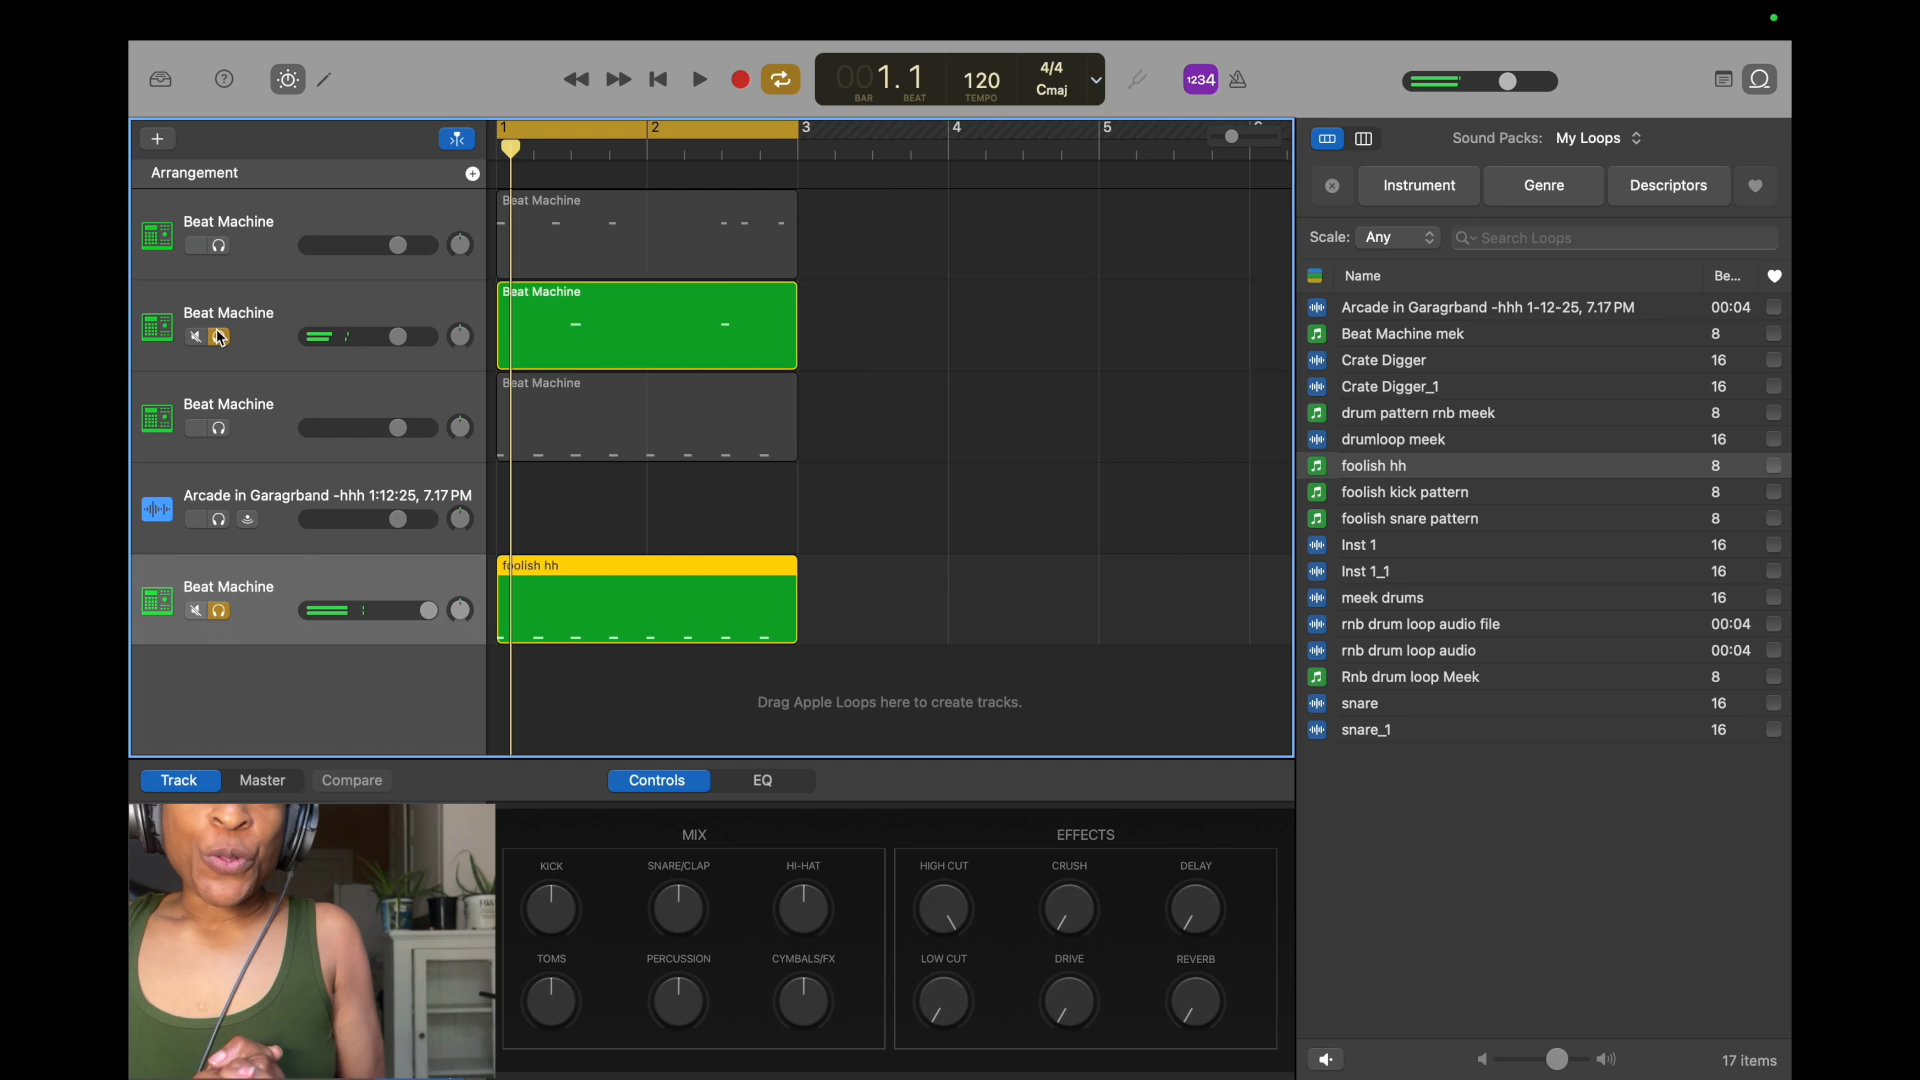 001.1
BAR BEAT
120
TEMPO
4/4
Cmaj
1234
1 2 3 4 5
Arrangement
Beat Machine
Beat Machine
Beat Machine
Beat Machine
Beat Machine
Beat Machine
Arcade in Garagrband -hhh 1:12:25, 7.17 PM
Beat Machine
foolish hh
Drag Apple Loops here to create tracks.
Sound Packs: My Loops
Instrument Genre Descriptors
Scale: Any Search Loops
Name Be...
Arcade in Garagrband -hhh 1-12-25, 7.17 PM 00:04
Beat Machine mek 8
Crate Digger 16
Crate Digger_1 16
drum pattern rnb meek 8
drumloop meek 16
foolish hh 8
foolish kick pattern 8
foolish snare pattern 8
Inst 1 16
Inst 1_1 16
meek drums 16
rnb drum loop audio file 00:04
rnb drum loop audio 00:04
Rnb drum loop Meek 8
snare 16
snare_1 16
17 items
Track Master Compare
Controls EQ
MIX
KICK SNARE/CLAP HI-HAT
TOMS PERCUSSION CYMBALS/FX
EFFECTS
HIGH CUT CRUSH DELAY
LOW CUT DRIVE REVERB